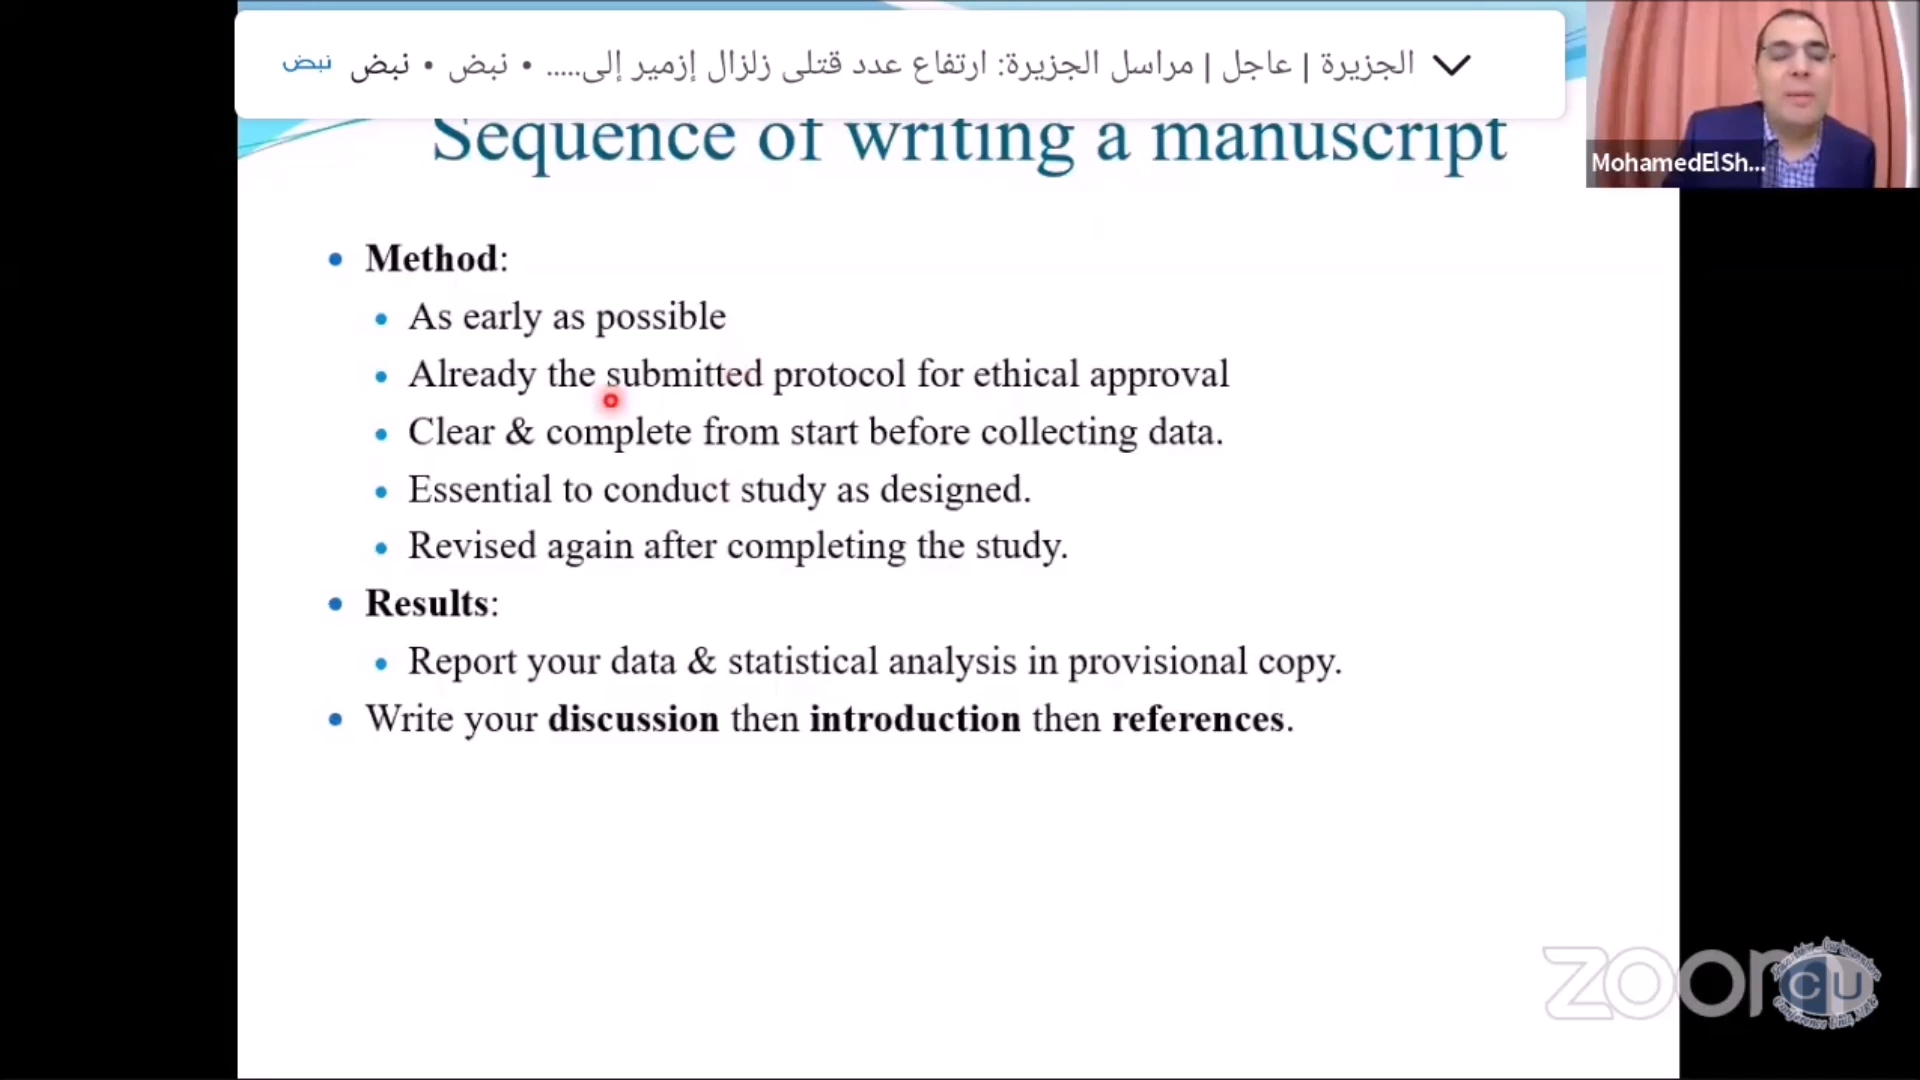 الجزيرة | عاجل | مراسل الجزيرة: ارتفاع عدد قتلى زلزال إزمير إلى..... • نبض • نبض نبض
MohamedElSh...
Sequence of writing a manuscript
• Method:
• As early as possible
• Already the submitted protocol for ethical approval
• Clear & complete from start before collecting data.
• Essential to conduct study as designed.
• Revised again after completing the study.
• Results:
• Report your data & statistical analysis in provisional copy.
• Write your discussion then introduction then references.
zoom
CU